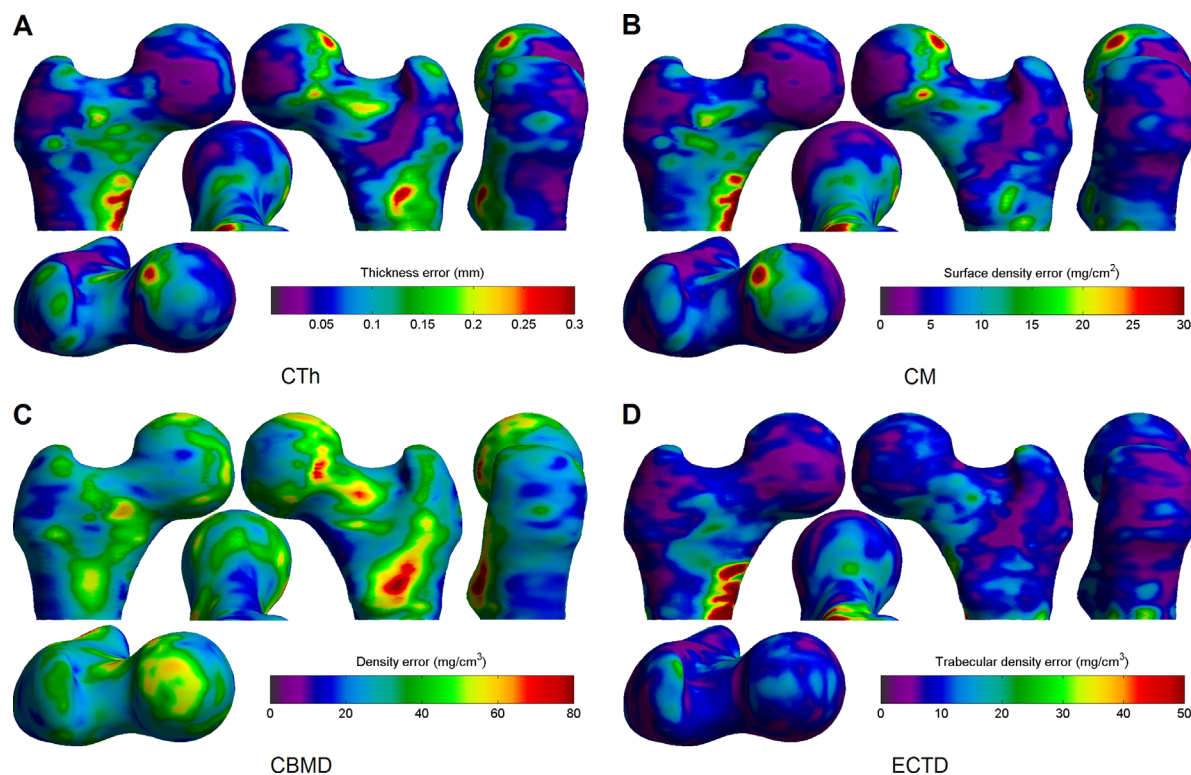 A
B
Thickness error (mm)
0.05 0.1 0.15 0.2 0.25 0.3
CTh
Surface density error (mg/cm²)
0 5 10 15 20 25 30
CM
C
D
Density error (mg/cm³)
0 20 40 60 80
CBMD
Trabecular density error (mg/cm³)
0 10 20 30 40 50
ECTD